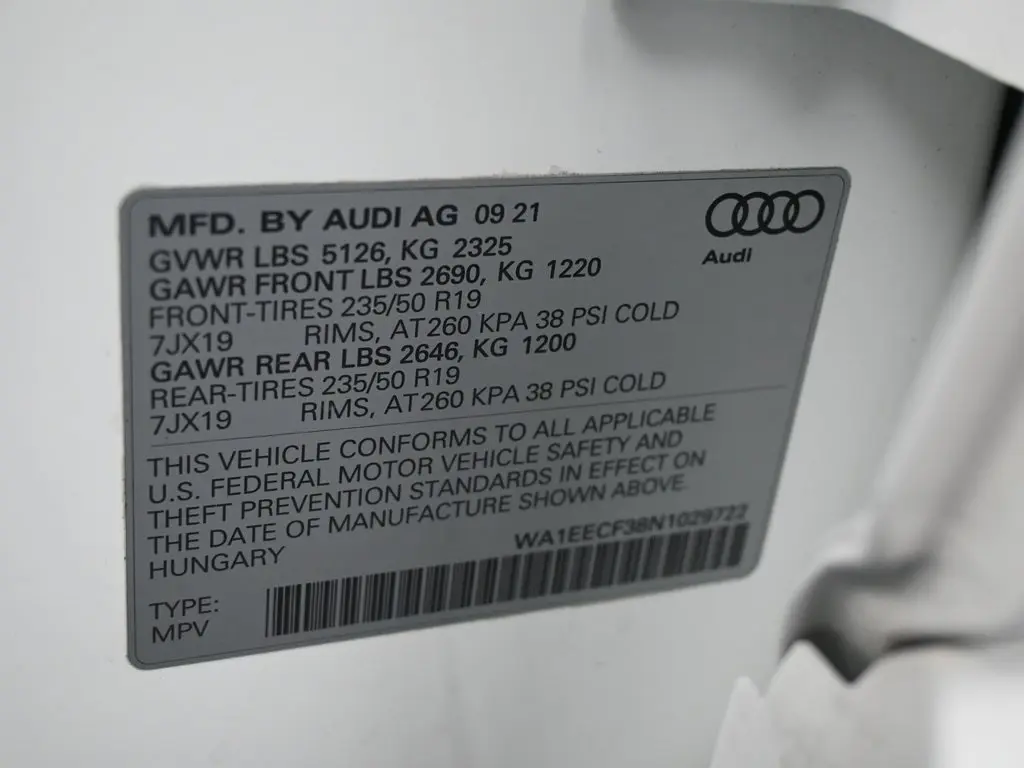 MFD. BY AUDI AG 09 21
Audi
GVWR LBS 5126, KG 2325
GAWR FRONT LBS 2690, KG 1220
FRONT-TIRES 235/50 R19
7JX19 RIMS, AT260 KPA 38 PSI COLD
GAWR REAR LBS 2646, KG 1200
REAR-TIRES 235/50 R19
7JX19 RIMS, AT260 KPA 38 PSI COLD
THIS VEHICLE CONFORMS TO ALL APPLICABLE
U.S. FEDERAL MOTOR VEHICLE SAFETY AND
THEFT PREVENTION STANDARDS IN EFFECT ON
THE DATE OF MANUFACTURE SHOWN ABOVE.
HUNGARY WA1EECF38N1029722
TYPE:
MPV